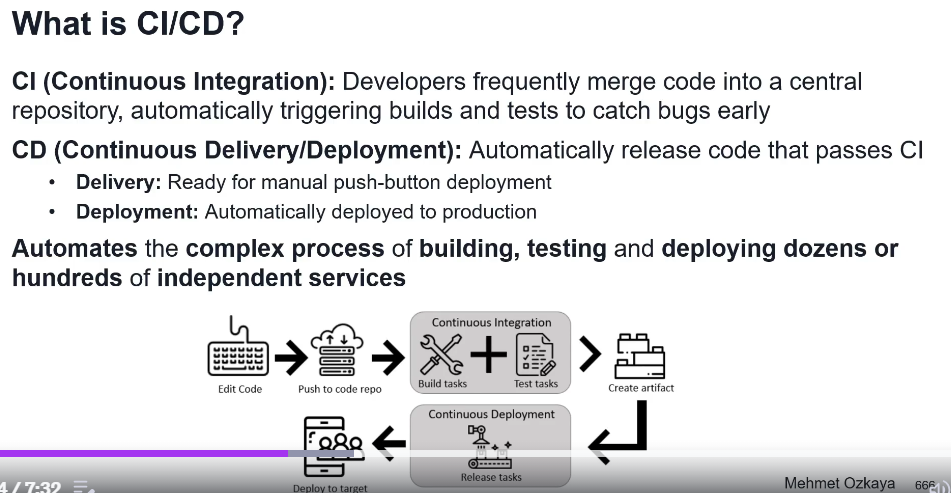 What is CI/CD?
CI (Continuous Integration): Developers frequently merge code into a central
repository, automatically triggering builds and tests to catch bugs early
CD (Continuous Delivery/Deployment): Automatically release code that passes CI
• Delivery: Ready for manual push-button deployment
• Deployment: Automatically deployed to production
Automates the complex process of building, testing and deploying dozens or
hundreds of independent services
Continuous Integration
Edit Code
Push to code repo
Build tasks
Test tasks
Create artifact
Continuous Deployment
Release tasks
Deploy to target
4 / 7:32
Mehmet Ozkaya